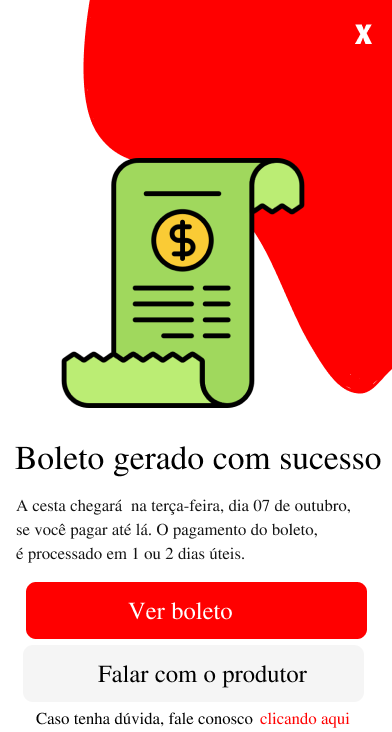 X
$
Boleto gerado com sucesso
A cesta chegará na terça-feira, dia 07 de outubro,
se você pagar até lá. O pagamento do boleto,
é processado em 1 ou 2 dias úteis.
Ver boleto
Falar com o produtor
Caso tenha dúvida, fale conosco clicando aqui